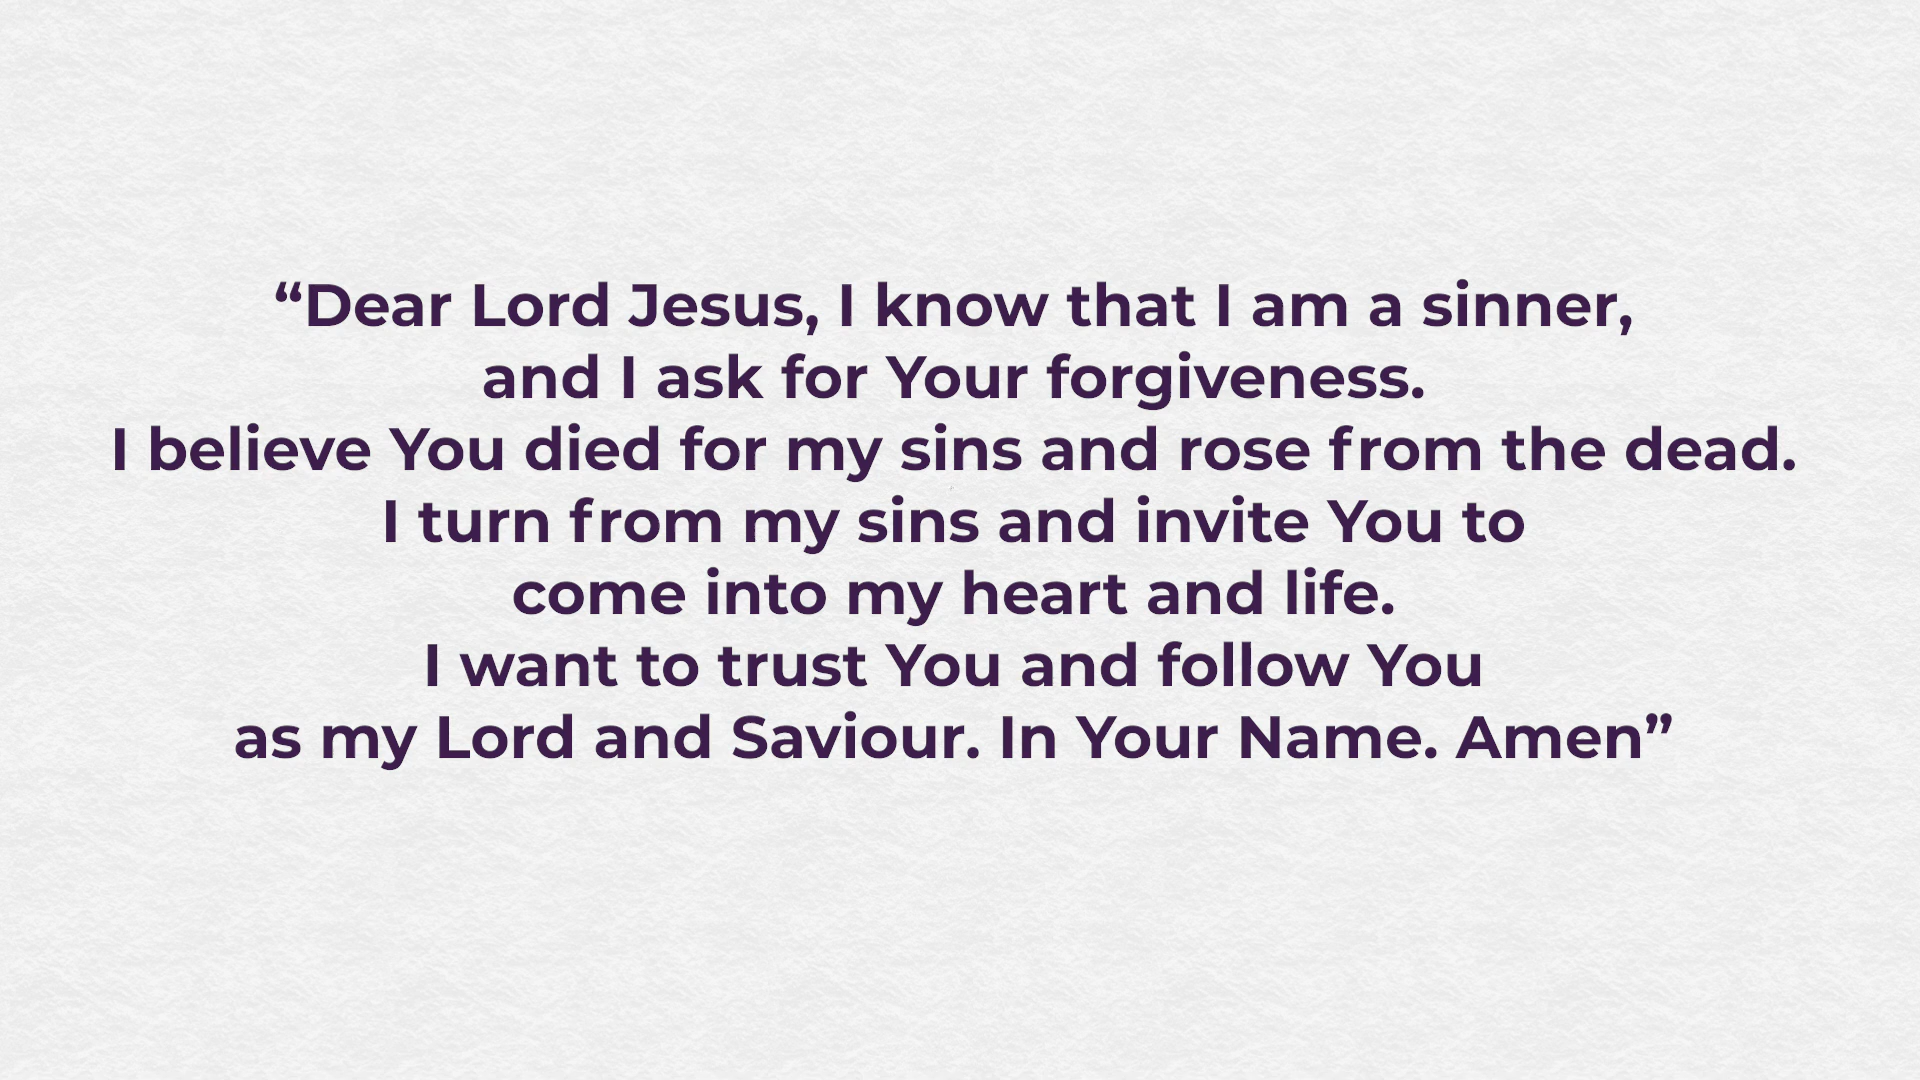 “Dear Lord Jesus, I know that I am a sinner,
and I ask for Your forgiveness.
I believe You died for my sins and rose from the dead.
I turn from my sins and invite You to
come into my heart and life.
I want to trust You and follow You
as my Lord and Saviour. In Your Name. Amen”